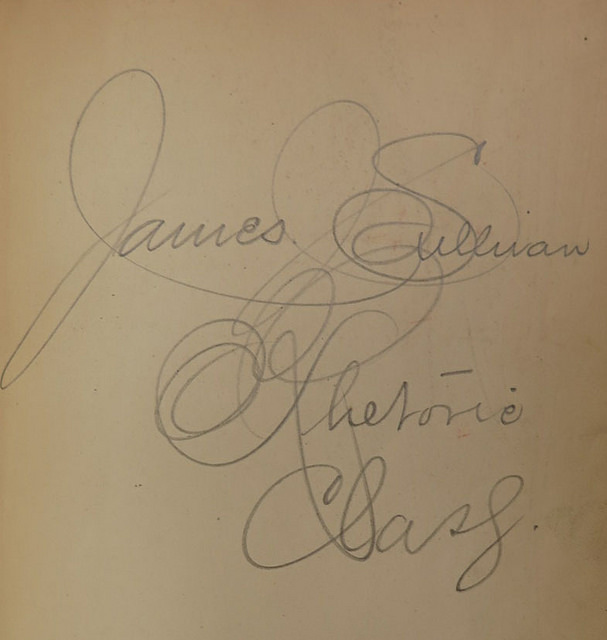 James Sullivan
Rhetoric
Class.